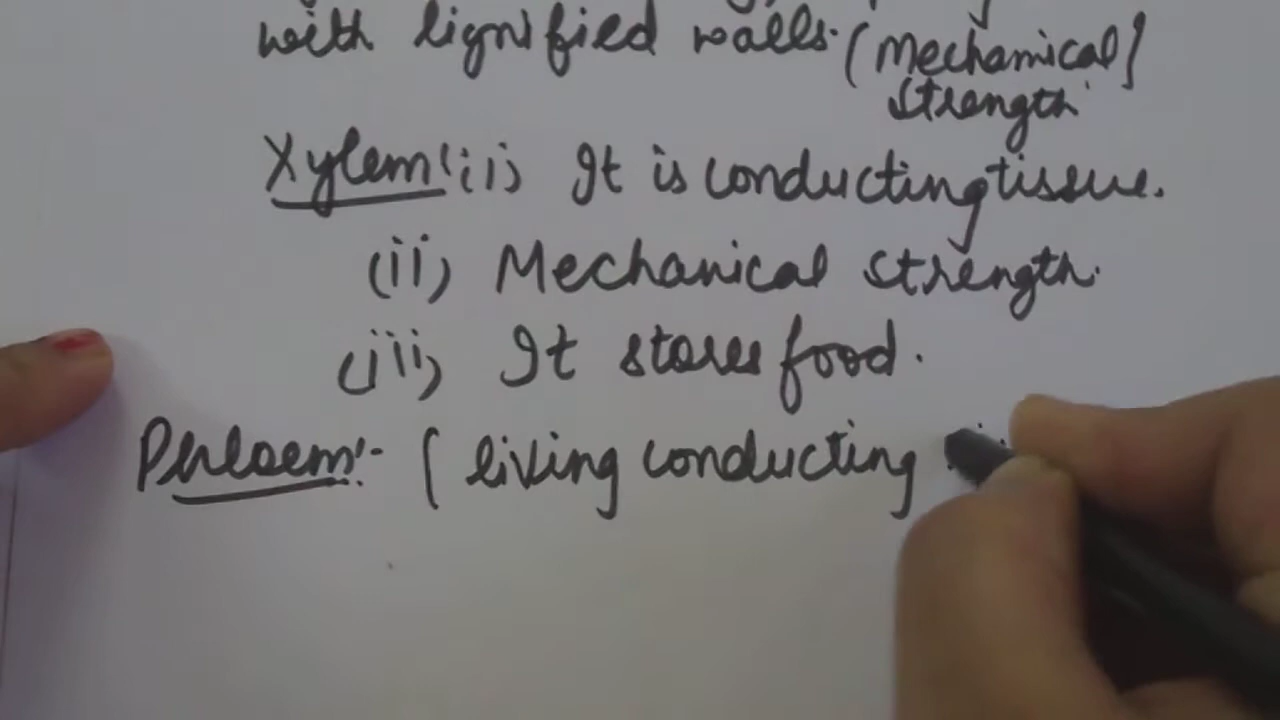 with lignified walls. (Mechanical)
strength
Xylem: (i) It is conducting tissue.
(ii) Mechanical strength.
(iii) It stores food.
Phloem:- ( living conducting